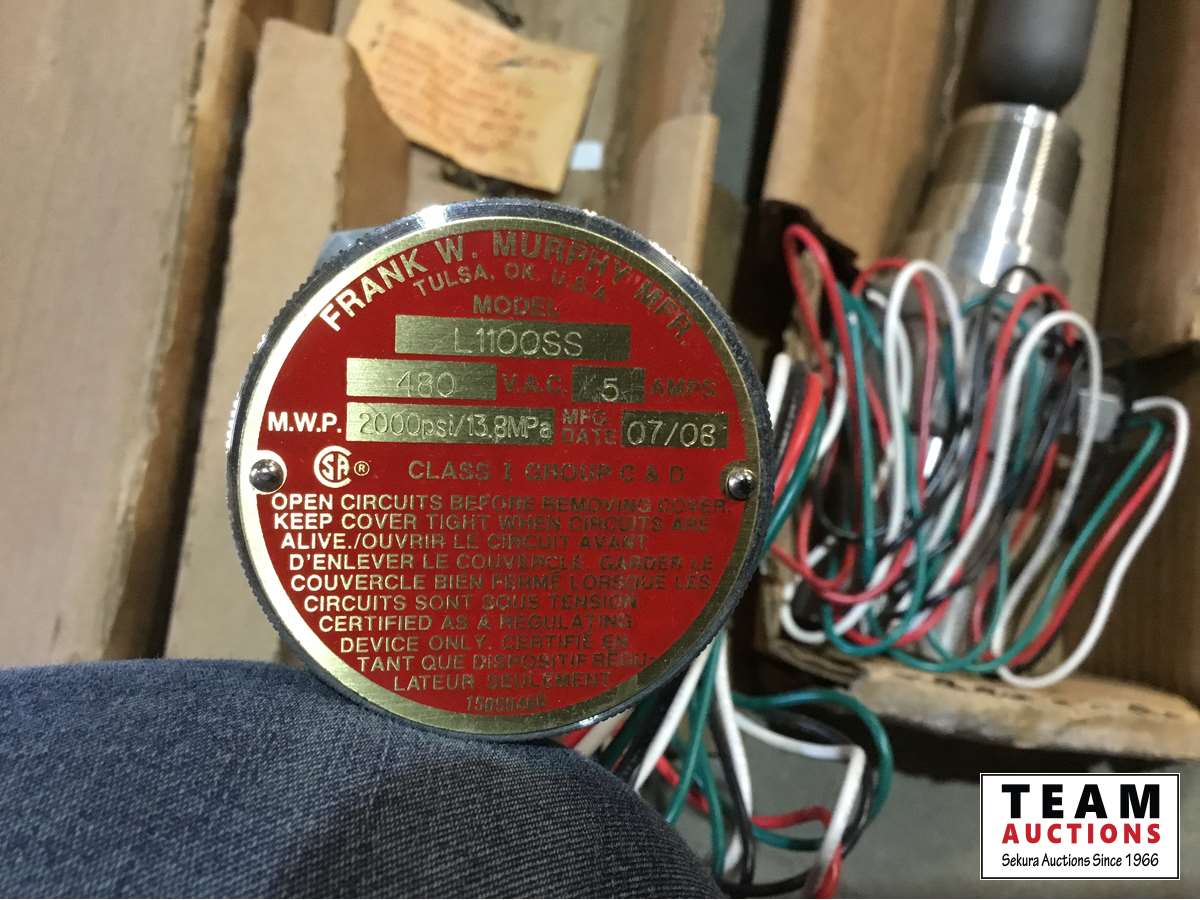 FRANK W. MURPHY MFR.
TULSA, OK. U.S.A.
MODEL
L1100SS
480 V.A.C. 5 AMPS
M.W.P. 2000psi/13.8MPa MFG DATE 07/08
CSA ® CLASS I GROUP C & D
OPEN CIRCUITS BEFORE REMOVING COVER.
KEEP COVER TIGHT WHEN CIRCUITS ARE
ALIVE./OUVRIR LE CIRCUIT AVANT
D'ENLEVER LE COUVERCLE. GARDER LE
COUVERCLE BIEN FERMÉ LORSQUE LES
CIRCUITS SONT SOUS TENSION
CERTIFIED AS A REGULATING
DEVICE ONLY. CERTIFIÉ EN
TANT QUE DISPOSITIF RÉGU-
LATEUR SEULEMENT
TEAM
AUCTIONS
Sekura Auctions Since 1966